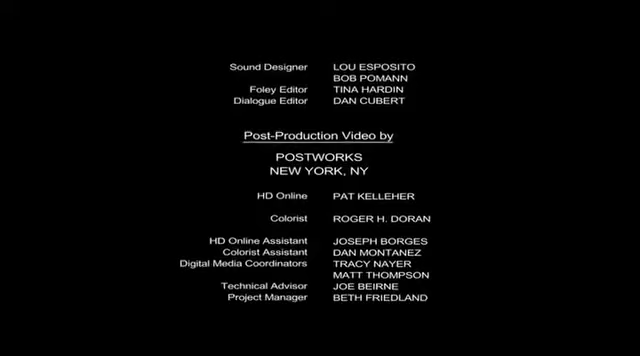 Sound Designer LOU ESPOSITO
BOB POMANN
Foley Editor TINA HARDIN
Dialogue Editor DAN CUBERT
Post-Production Video by
POSTWORKS
NEW YORK, NY
HD Online PAT KELLEHER
Colorist ROGER H. DORAN
HD Online Assistant JOSEPH BORGES
Colorist Assistant DAN MONTANEZ
Digital Media Coordinators TRACY NAYER
MATT THOMPSON
Technical Advisor JOE BEIRNE
Project Manager BETH FRIEDLAND